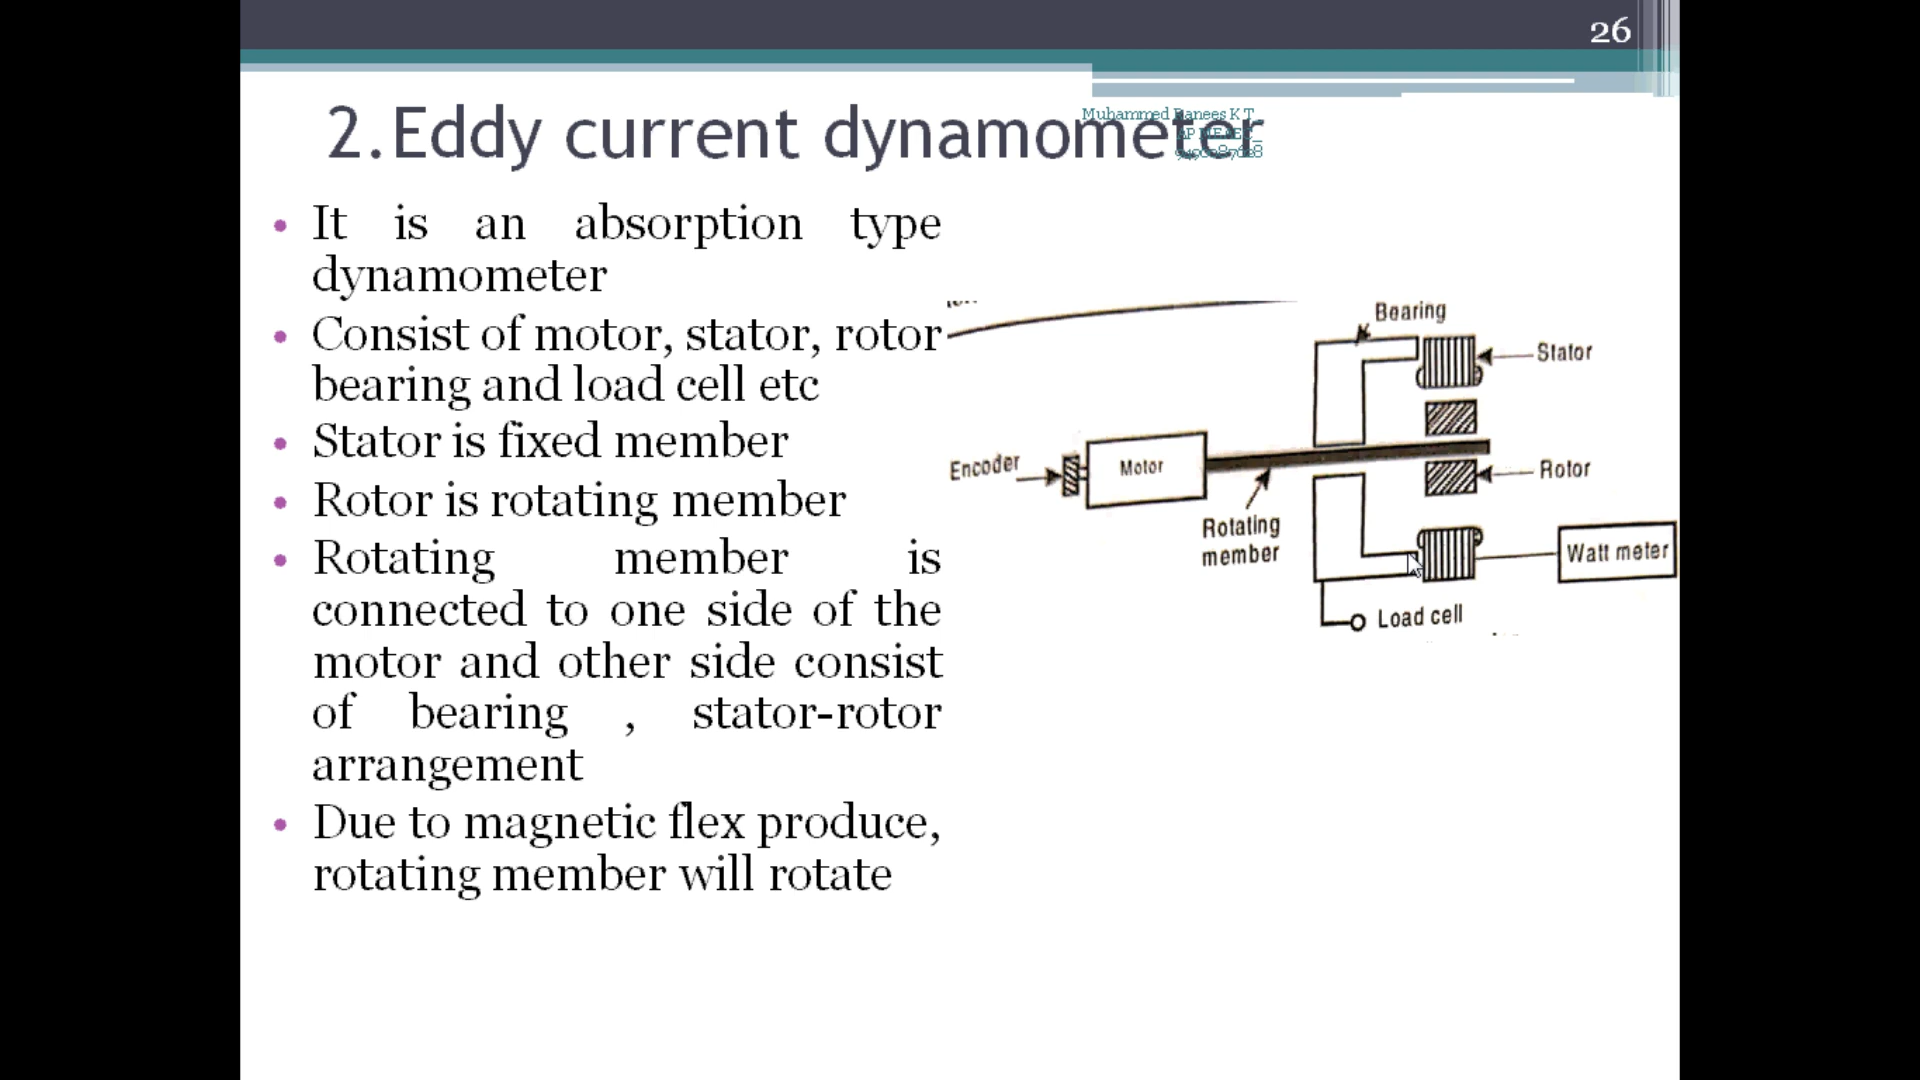 26
2.Eddy current dynamometer
Muhammed Ranees K T
• It is an absorption type
dynamometer
• Consist of motor, stator, rotor
bearing and load cell etc
• Stator is fixed member
• Rotor is rotating member
• Rotating member is
connected to one side of the
motor and other side consist
of bearing , stator-rotor
arrangement
• Due to magnetic flex produce,
rotating member will rotate
Bearing
Stator
Encoder
Motor
Rotor
Rotating
member
Watt meter
Load cell